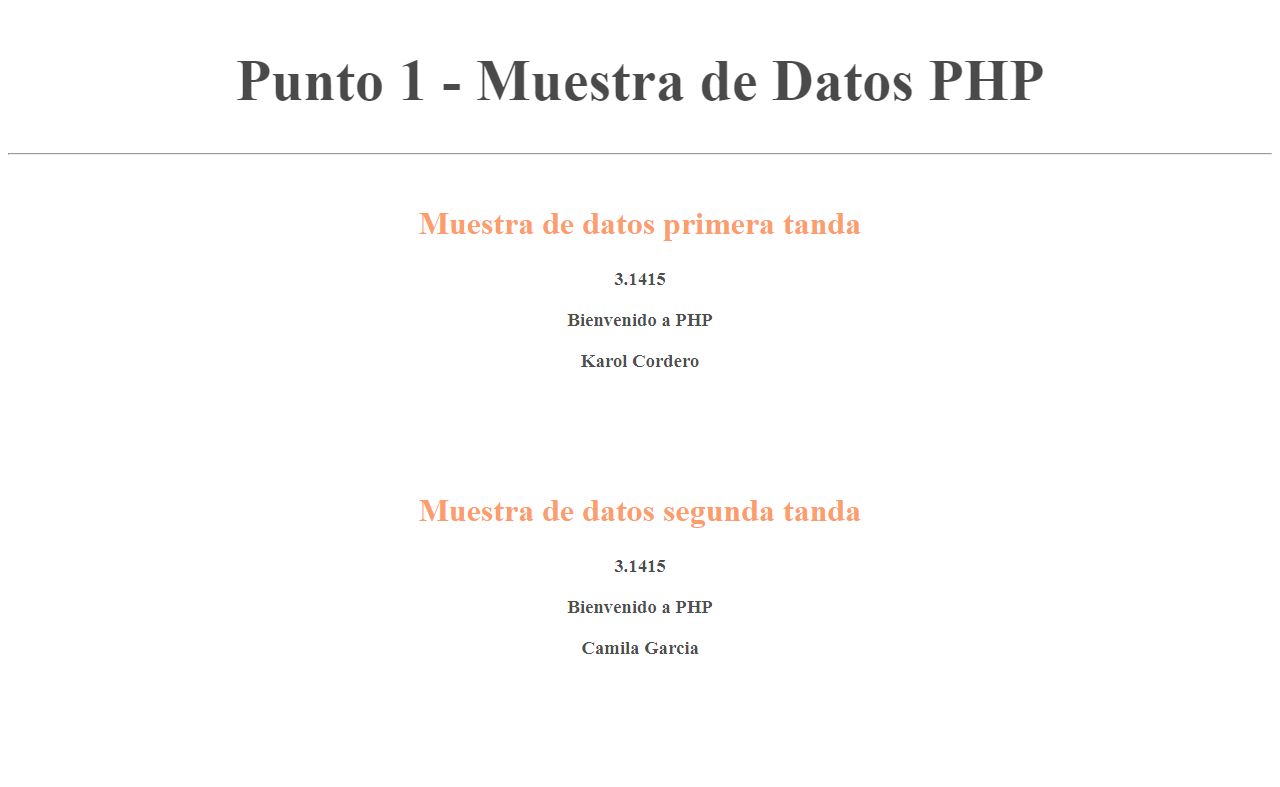 Punto 1 - Muestra de Datos PHP
Muestra de datos primera tanda
3.1415
Bienvenido a PHP
Karol Cordero
Muestra de datos segunda tanda
3.1415
Bienvenido a PHP
Camila Garcia